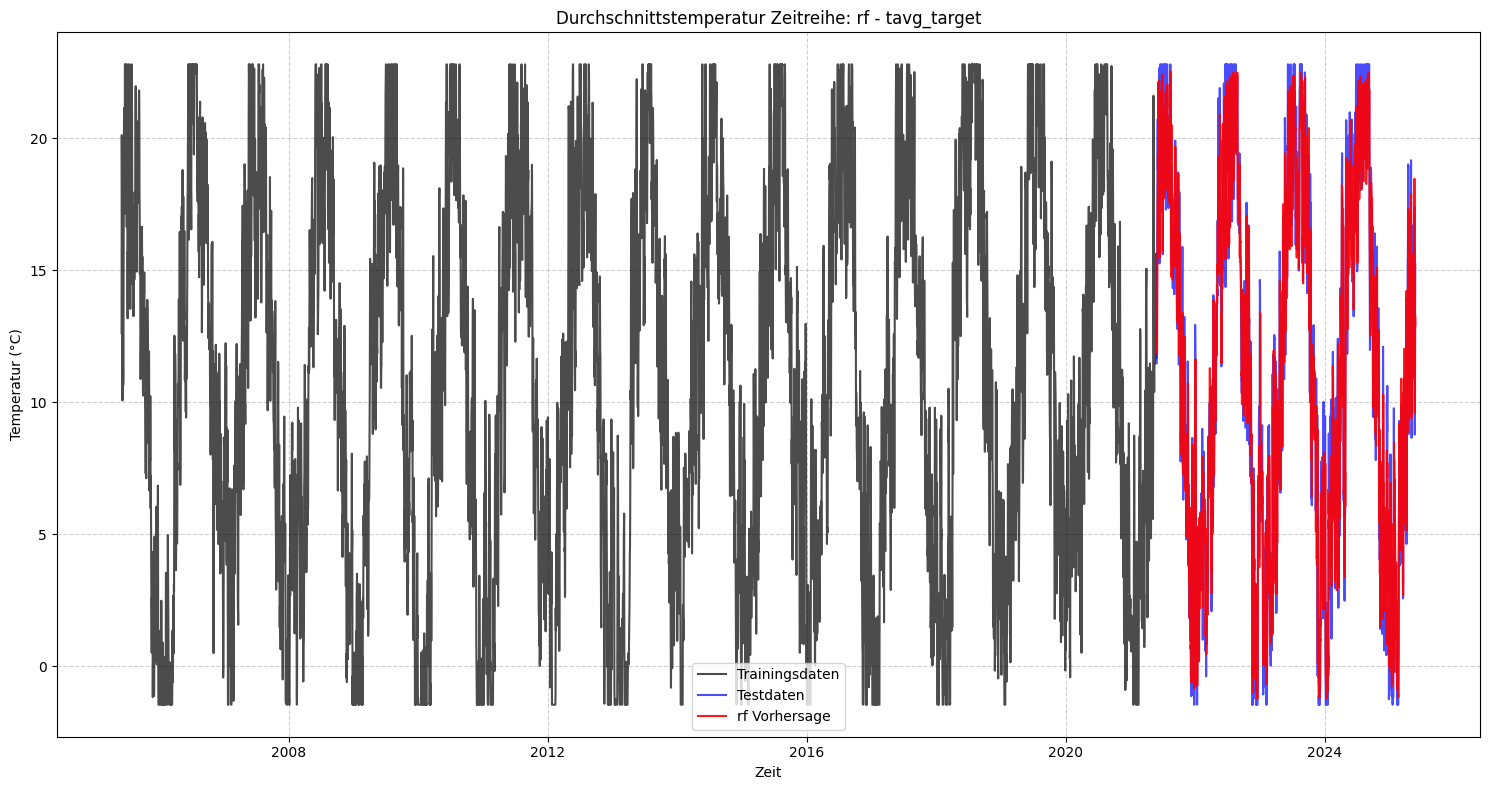 Durchschnittstemperatur Zeitreihe: rf - tavg_target
Temperatur (°C)
20
15
10
5
0
Trainingsdaten
Testdaten
rf Vorhersage
2008
2012
2016
2020
2024
Zeit